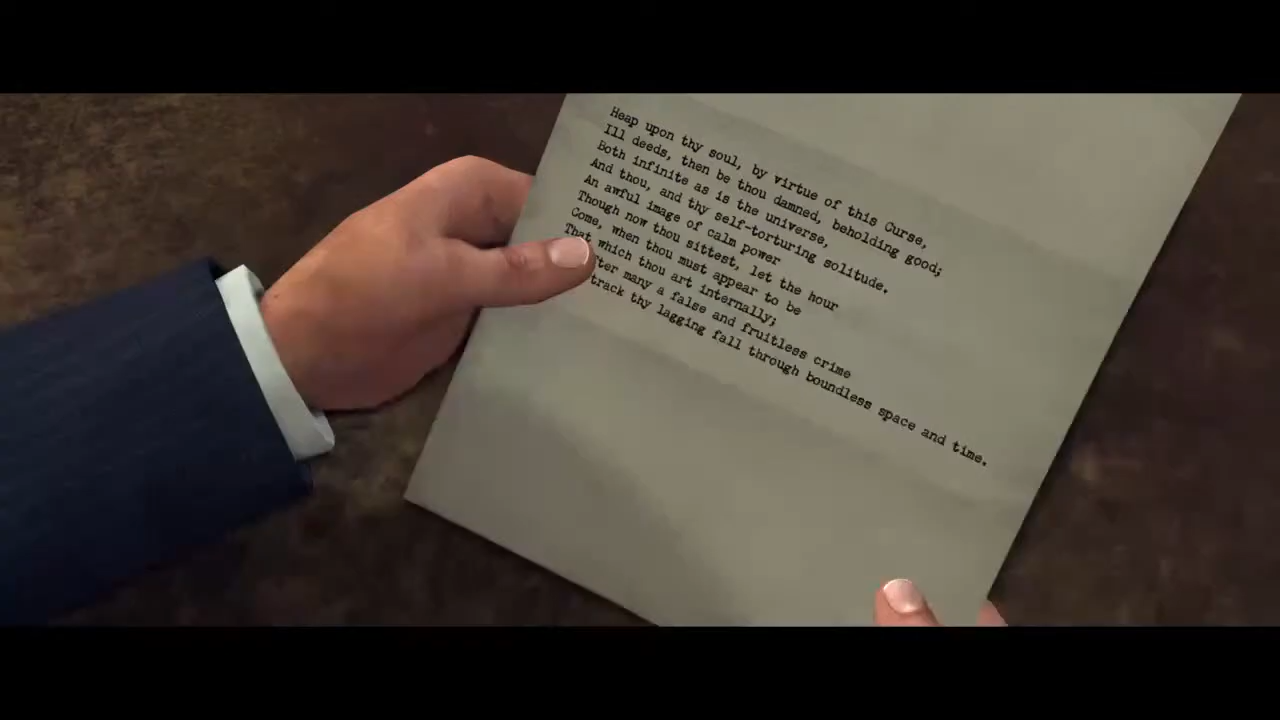 Heap upon thy soul, by virtue of this Curse,
Ill deeds, then be thou damned, beholding good;
Both infinite as is the universe,
And thou, and thy self-torturing solitude.
An awful image of calm power
Though now thou sittest, let the hour
Come, when thou must appear to be
That which thou art internally;
many a false and fruitless crime
track thy lagging fall through boundless space and time.